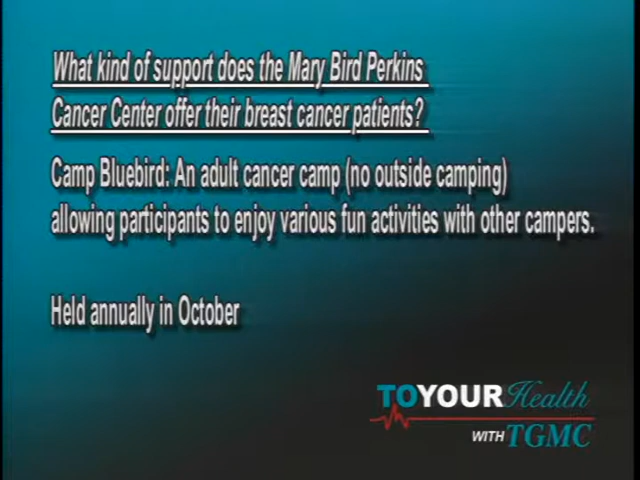 What kind of support does the Mary Bird Perkins
Cancer Center offer their breast cancer patients?
Camp Bluebird: An adult cancer camp (no outside camping)
allowing participants to enjoy various fun activities with other campers.
Held annually in October
TOYOUR Health
WITH TGMC